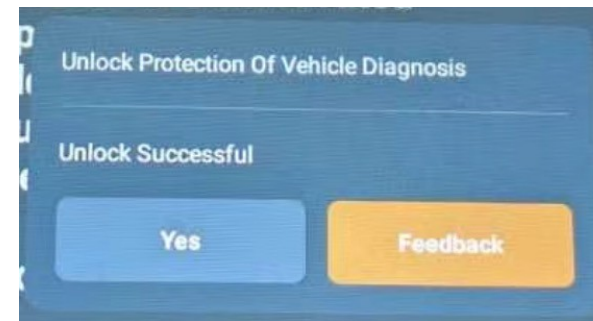 Unlock Protection Of Vehicle Diagnosis
Unlock Successful
Yes
Feedback